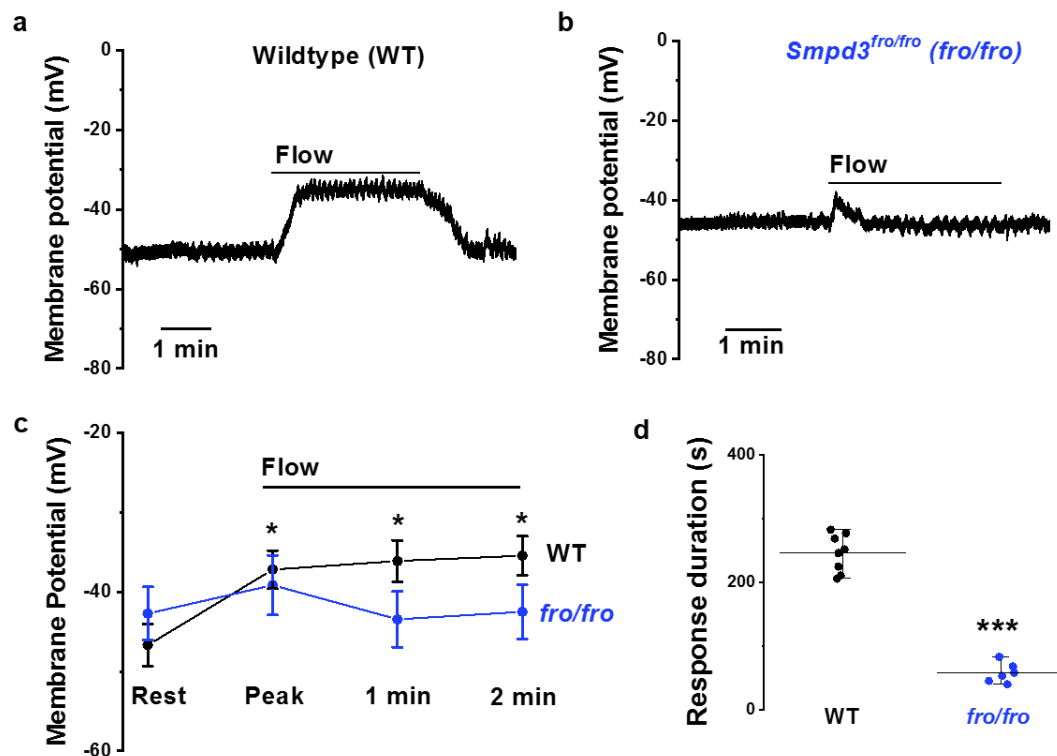 a
Wildtype (WT)
Membrane potential (mV)
0
-20
-40
-60
-80
Flow
1 min
b
Smpd3fro/fro (fro/fro)
Membrane potential (mV)
0
-20
-40
-60
-80
Flow
1 min
c
Membrane Potential (mV)
-20
-40
-60
Flow
* * *
WT
fro/fro
Rest Peak 1 min 2 min
d
Response duration (s)
400
200
0
***
WT fro/fro